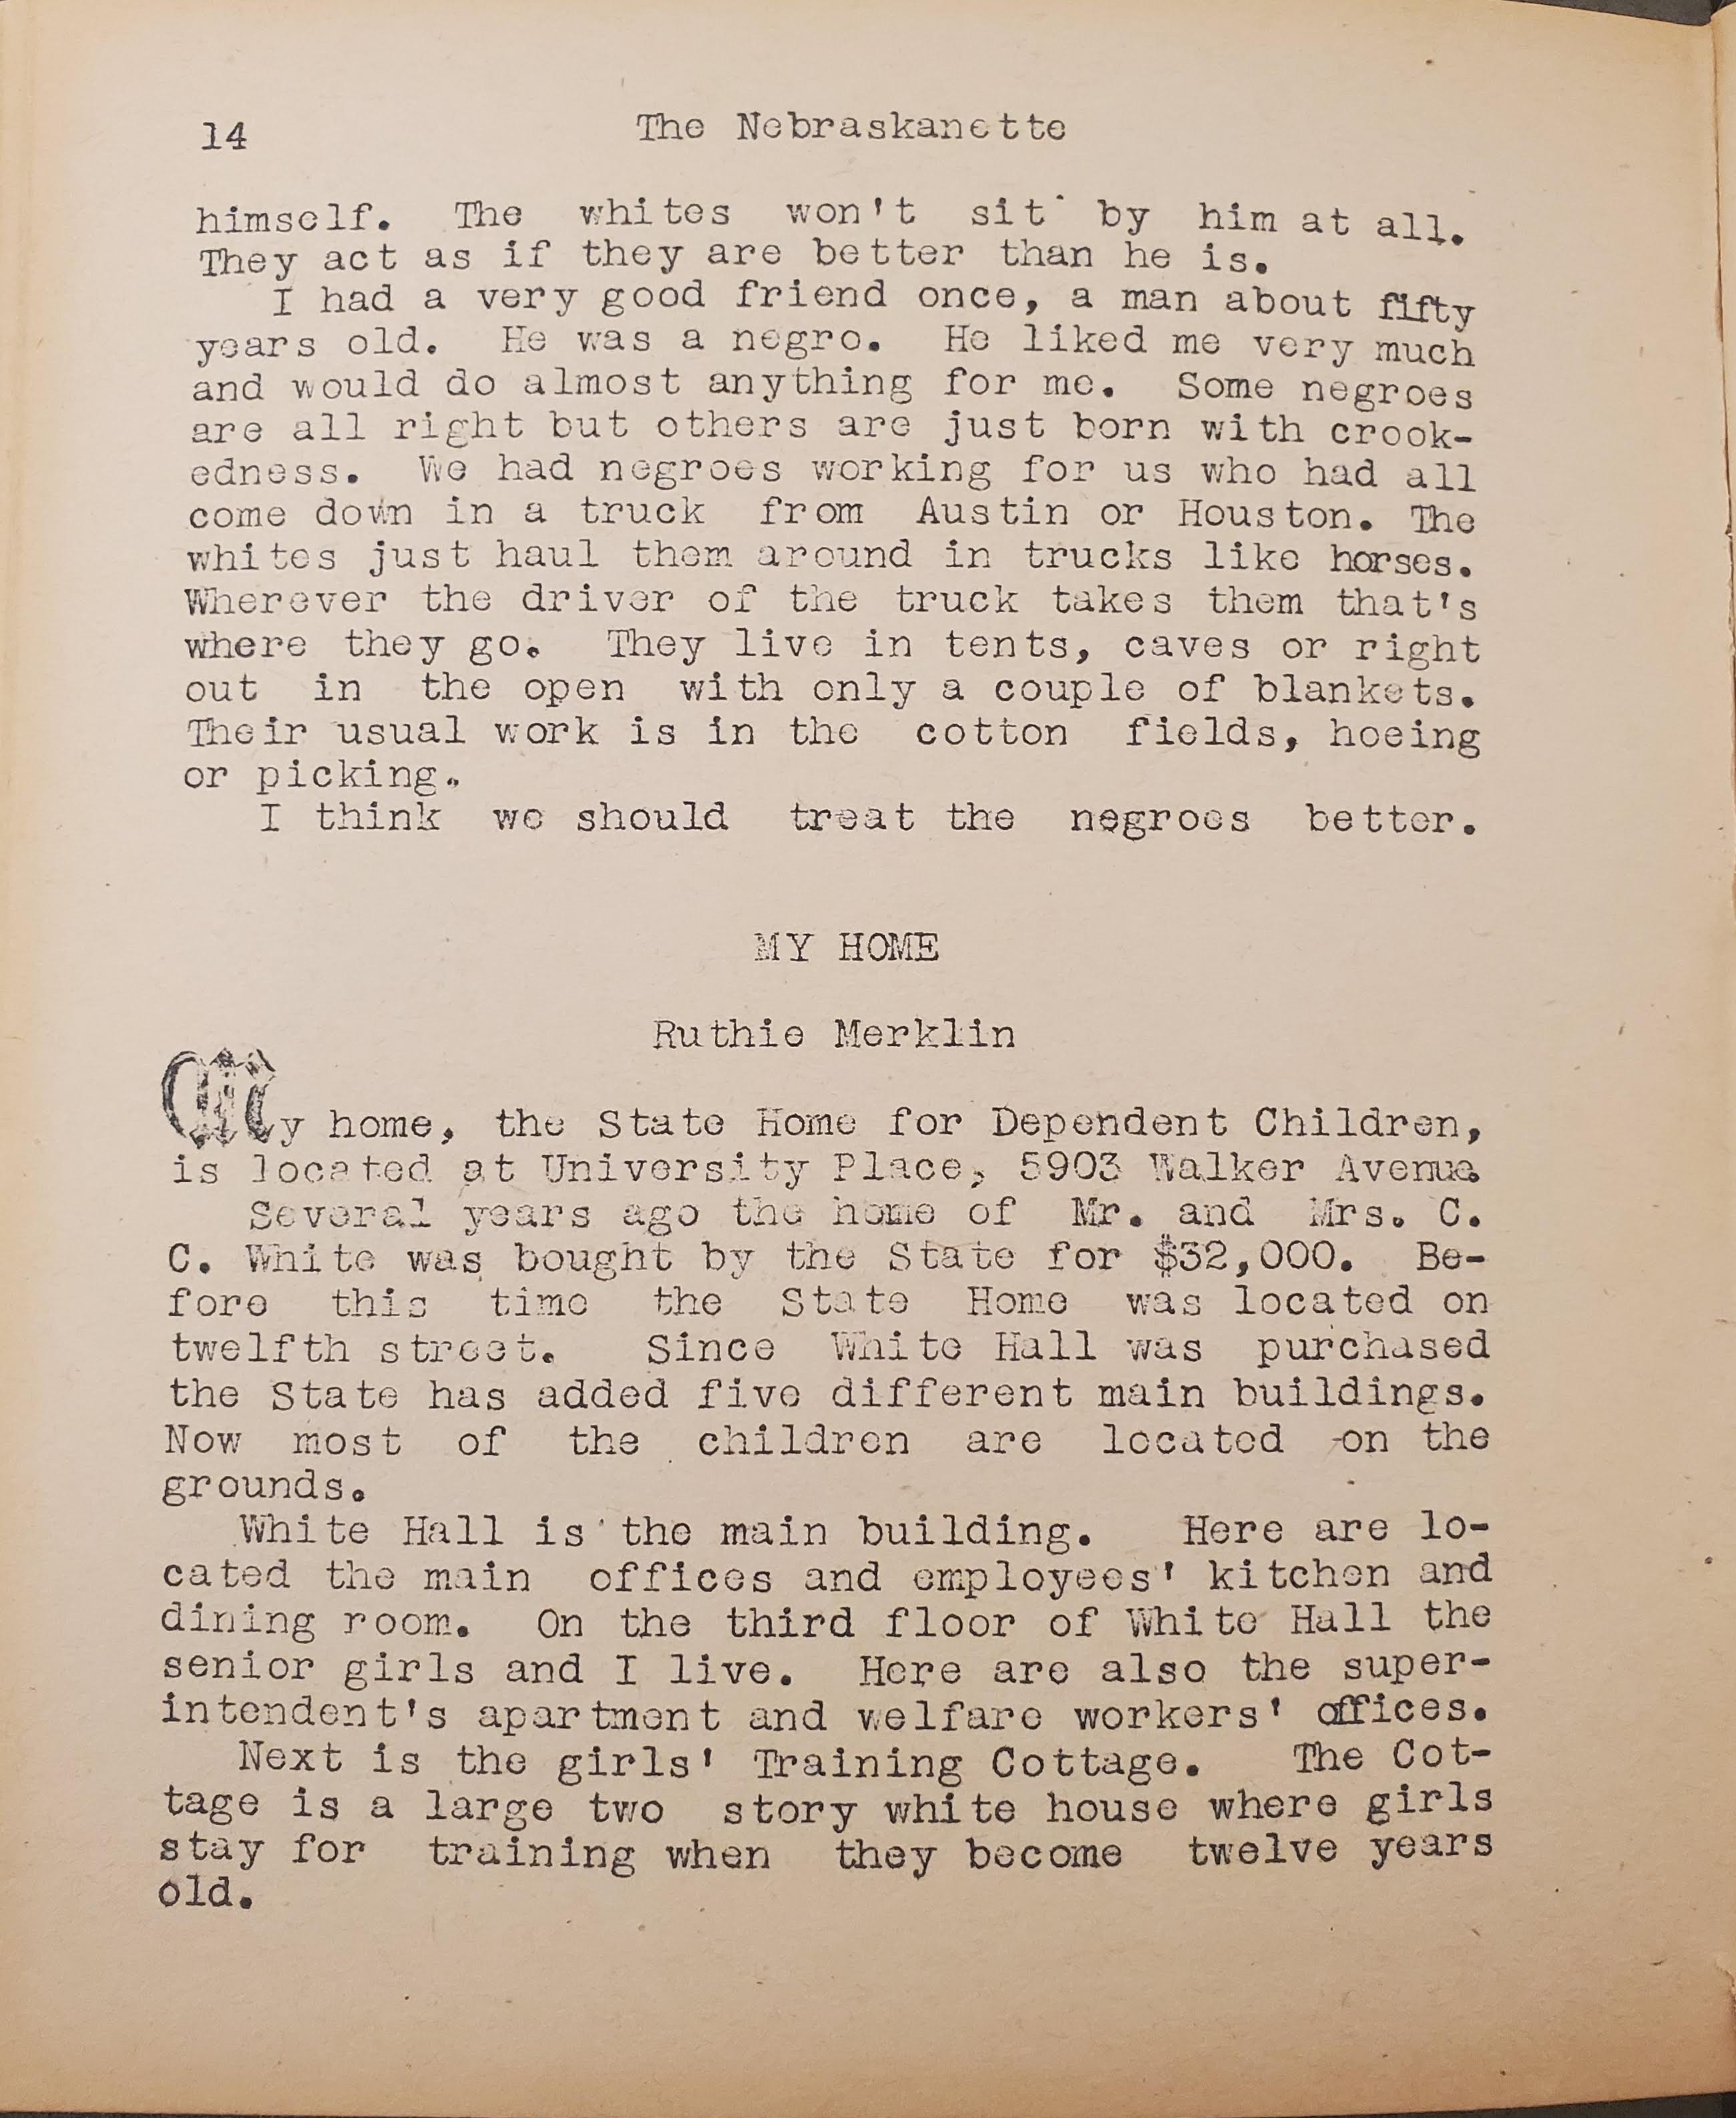 14
The Nebraskanette
himself. The whites won't sit by him at all.
They act as if they are better than he is.
I had a very good friend once, a man about fifty
years old. He was a negro. He liked me very much
and would do almost anything for me. Some negroes
are all right but others are just born with crook-
edness. We had negroes working for us who had all
come down in a truck from Austin or Houston. The
whites just haul them around in trucks like horses.
Wherever the driver of the truck takes them that's
where they go. They live in tents, caves or right
out in the open with only a couple of blankets.
Their usual work is in the cotton fields, hoeing
or picking.
I think we should treat the negroes better.
MY HOME
Ruthie Merklin
My home, the State Home for Dependent Children,
is located at University Place, 5903 Walker Avenue.
Several years ago the home of Mr. and Mrs. C.
C. White was bought by the State for $32,000. Be-
fore this time the State Home was located on
twelfth street. Since White Hall was purchased
the State has added five different main buildings.
Now most of the children are located on the
grounds.
White Hall is the main building. Here are lo-
cated the main offices and employees' kitchen and
dining room. On the third floor of White Hall the
senior girls and I live. Here are also the super-
intendent's apartment and welfare workers' offices.
Next is the girls' Training Cottage. The Cot-
tage is a large two story white house where girls
stay for training when they become twelve years
old.